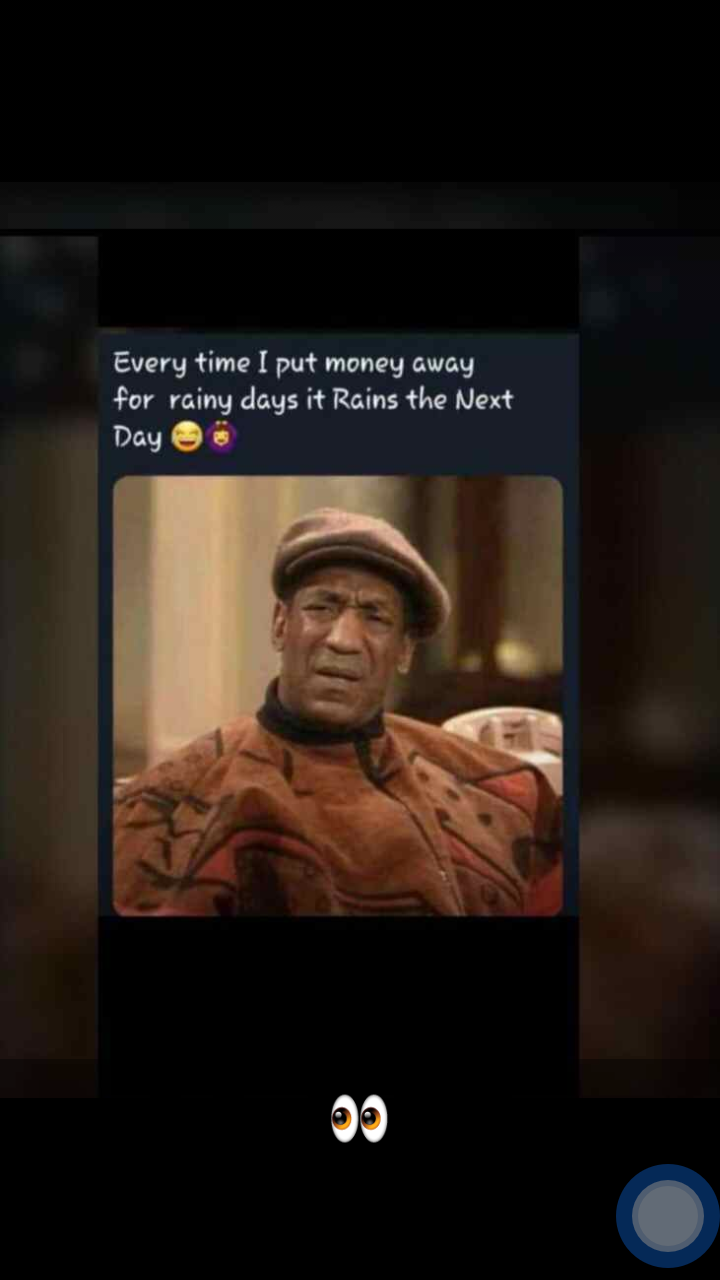 Every time I put money away
for rainy days it Rains the Next
Day 😅🙆‍♀️
👀